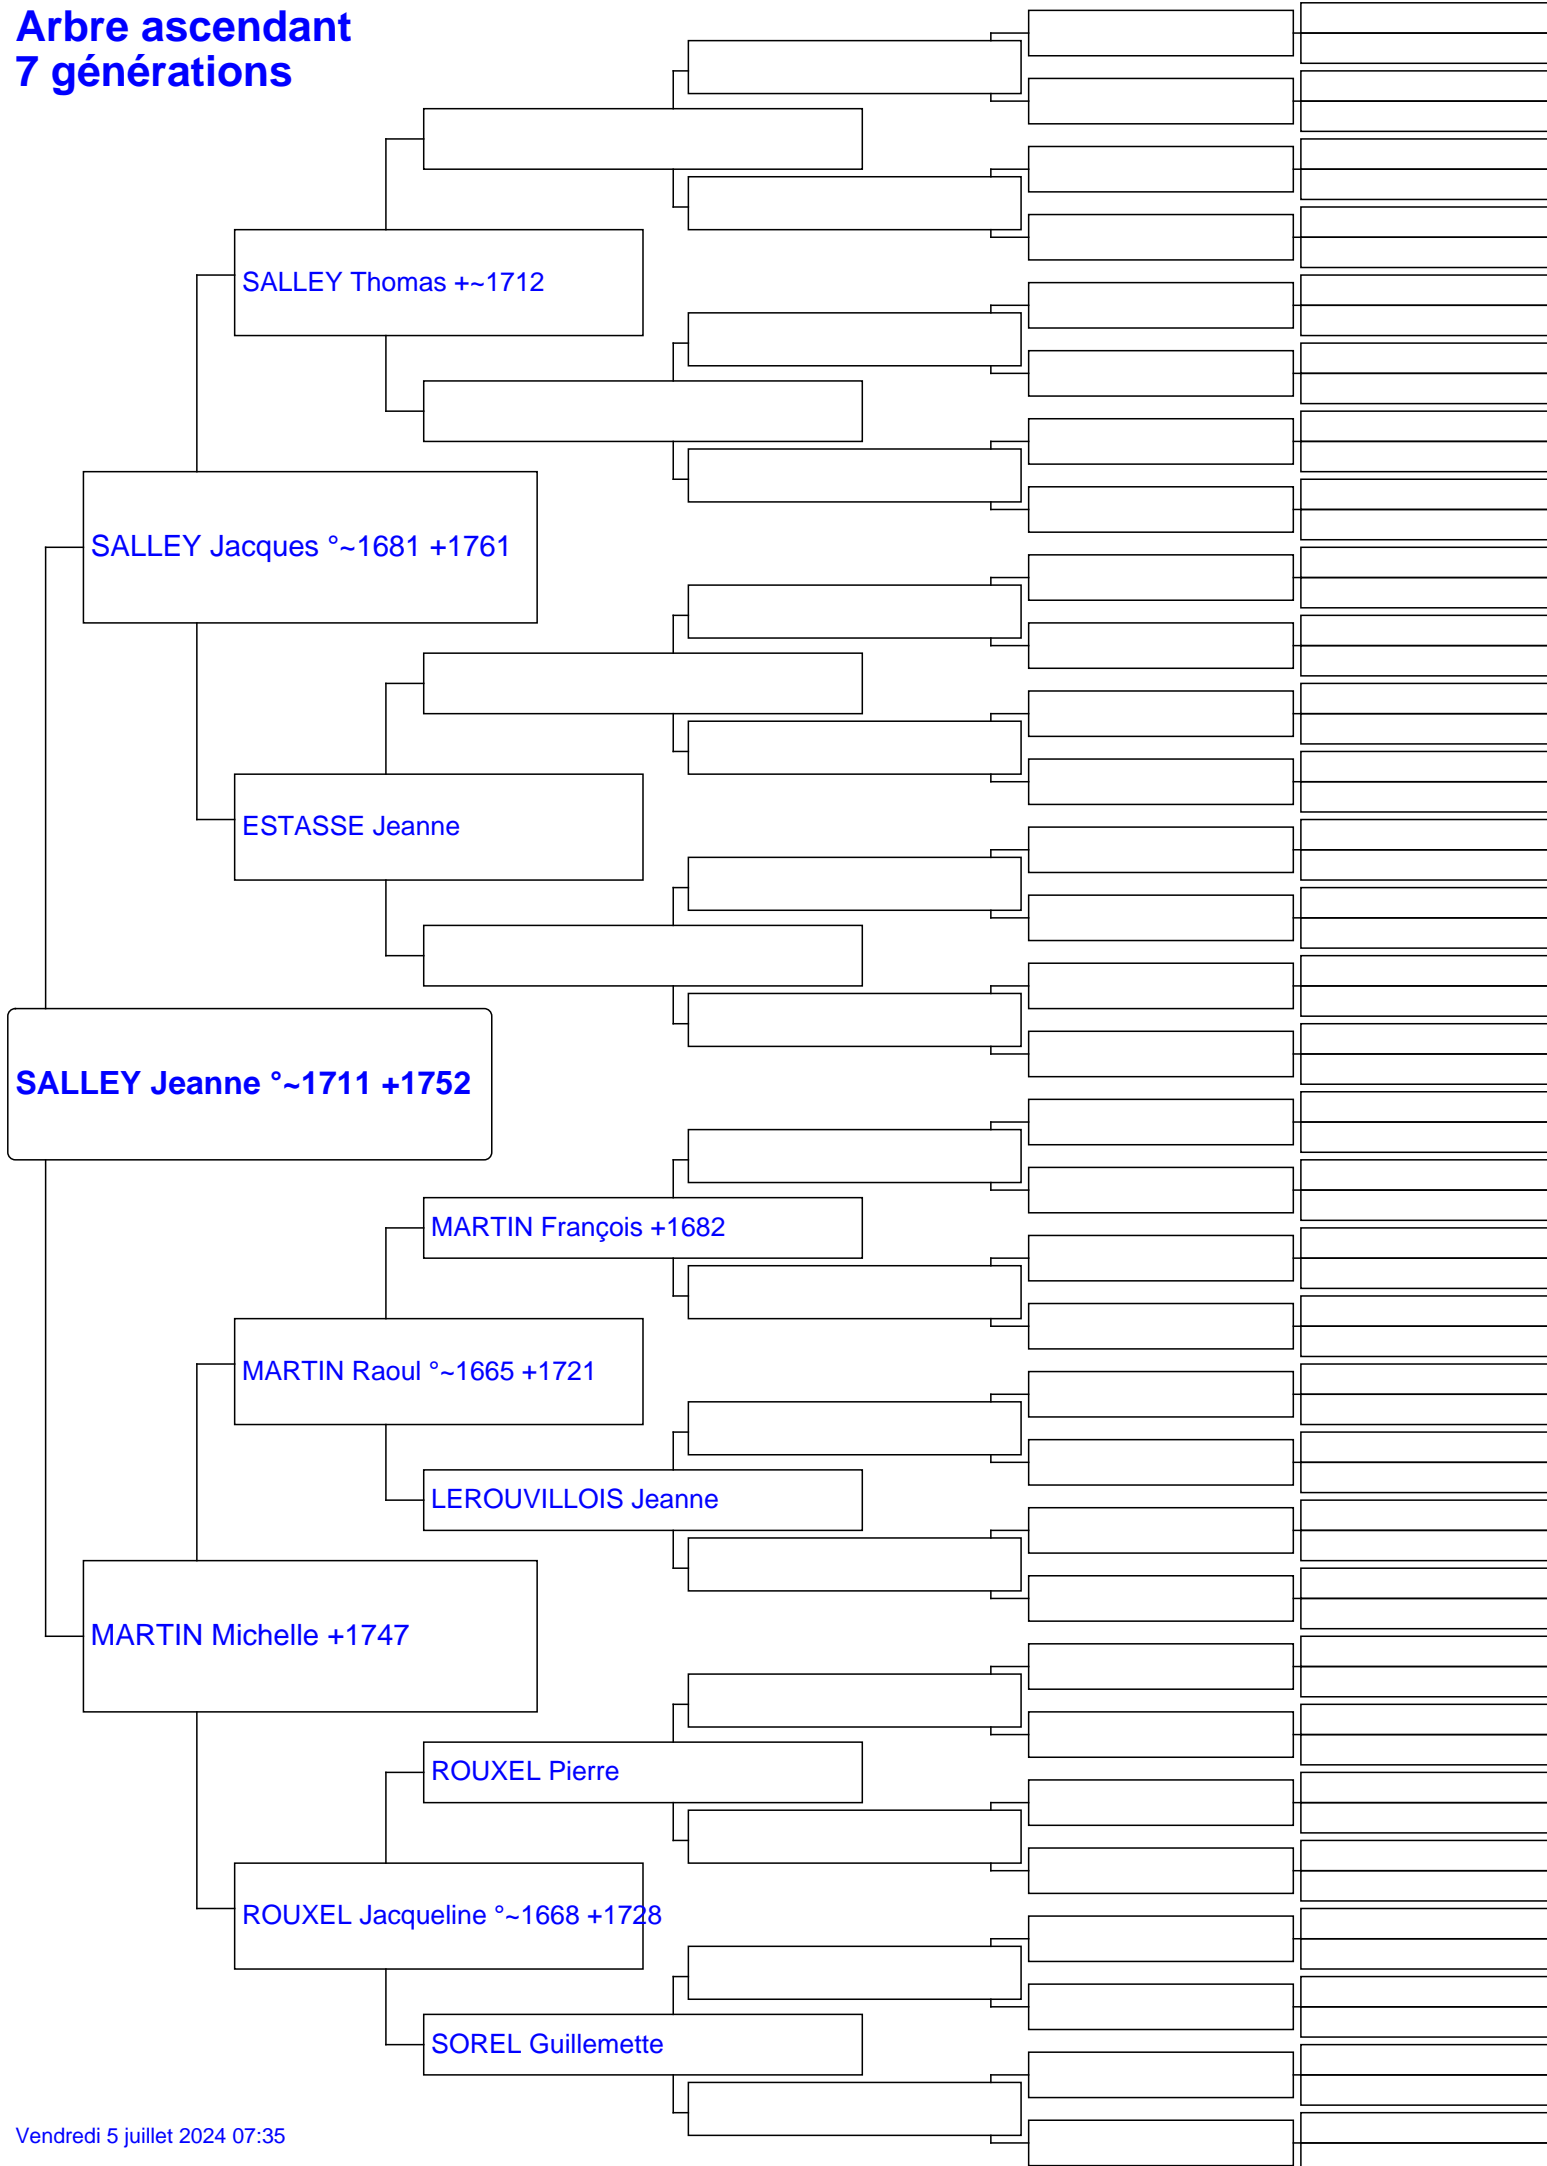 Arbre ascendant
7 générations
SALLEY Thomas +~1712
SALLEY Jacques °~1681 +1761
ESTASSE Jeanne
SALLEY Jeanne °~1711 +1752
MARTIN François +1682
MARTIN Raoul °~1665 +1721
LEROUVILLOIS Jeanne
MARTIN Michelle +1747
ROUXEL Pierre
ROUXEL Jacqueline °~1668 +1728
SOREL Guillemette
Vendredi 5 juillet 2024 07:35